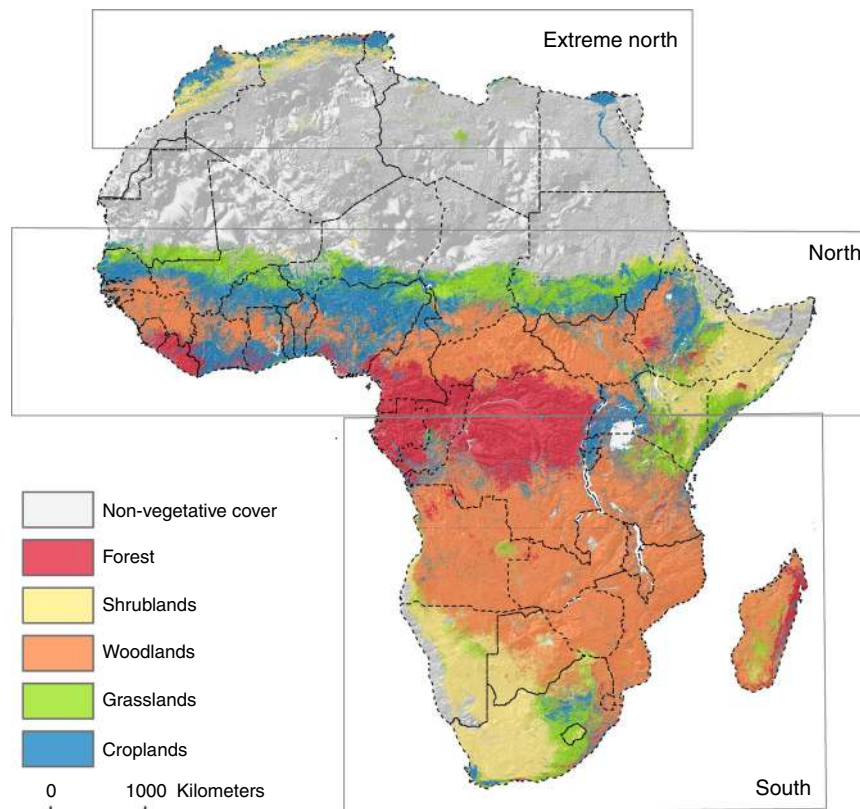 Extreme north
North
Non-vegetative cover
Forest
Shrublands
Woodlands
Grasslands
Croplands
0 1000 Kilometers
South